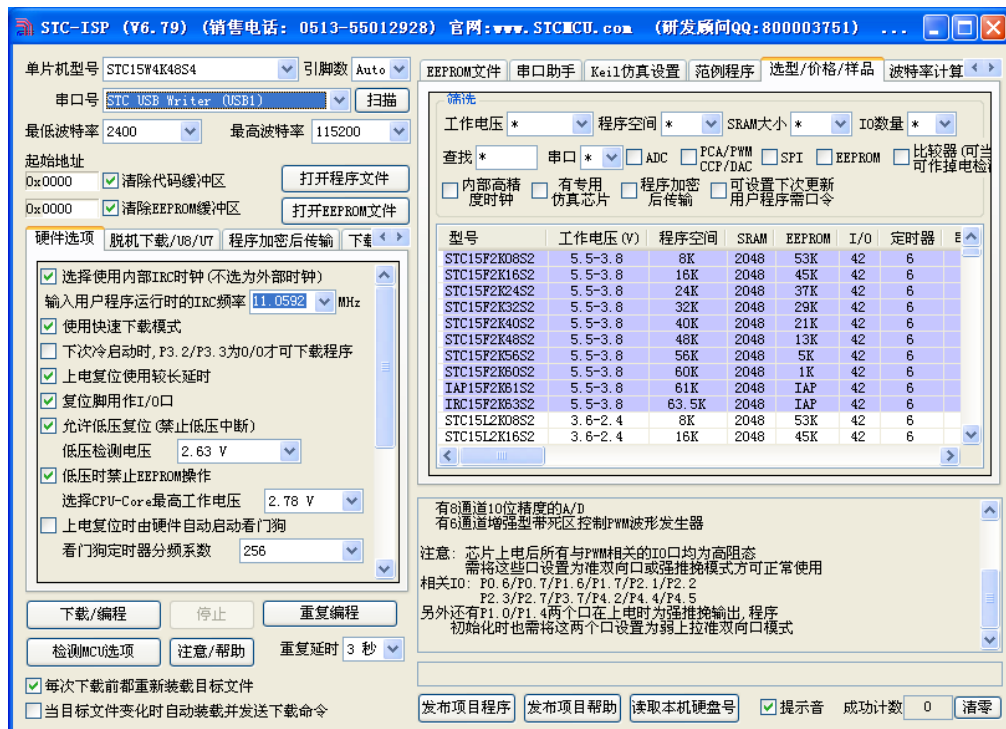 STC-ISP (V6.79) (销售电话: 0513-55012928) 官网:www.STCMCU.com (研发顾问QQ:800003751) ...
单片机型号 STC15W4K48S4 引脚数 Auto
串口号 STC USB Writer (USB1) 扫描
最低波特率 2400 最高波特率 115200
起始地址
0x0000 清除代码缓冲区 打开程序文件
0x0000 清除EEPROM缓冲区 打开EEPROM文件
硬件选项 脱机下载/U8/U7 程序加密后传输 下载
选择使用内部IRC时钟(不选为外部时钟)
输入用户程序运行时的IRC频率 11.0592 MHz
使用快速下载模式
下次冷启动时,P3.2/P3.3为0/0才可下载程序
上电复位使用较长延时
复位脚用作I/O口
允许低压复位(禁止低压中断)
低压检测电压 2.63 V
低压时禁止EEPROM操作
选择CPU-Core最高工作电压 2.78 V
上电复位时由硬件自动启动看门狗
看门狗定时器分频系数 256
下载/编程 停止 重复编程
检测MCU选项 注意/帮助 重复延时 3 秒
每次下载前都重新装载目标文件
当目标文件变化时自动装载并发送下载命令
EEPROM文件 串口助手 Keil仿真设置 范例程序 选型/价格/样品 波特率计算
筛选
工作电压 * 程序空间 * SRAM大小 * IO数量 *
查找 * 串口 * ADC PCA/PWM CCP/DAC SPI EEPROM 比较器(可当 可作掉电检
内部高精度时钟 有专用仿真芯片 程序加密后传输 可设置下次更新用户程序需口令
型号 工作电压(V) 程序空间 SRAM EEPROM I/O 定时器
STC15F2K08S2 5.5-3.8 8K 2048 53K 42 6
STC15F2K16S2 5.5-3.8 16K 2048 45K 42 6
STC15F2K24S2 5.5-3.8 24K 2048 37K 42 6
STC15F2K32S2 5.5-3.8 32K 2048 29K 42 6
STC15F2K40S2 5.5-3.8 40K 2048 21K 42 6
STC15F2K48S2 5.5-3.8 48K 2048 13K 42 6
STC15F2K56S2 5.5-3.8 56K 2048 5K 42 6
STC15F2K60S2 5.5-3.8 60K 2048 1K 42 6
IAP15F2K61S2 5.5-3.8 61K 2048 IAP 42 6
IRC15F2K63S2 5.5-3.8 63.5K 2048 IAP 42 6
STC15L2K08S2 3.6-2.4 8K 2048 53K 42 6
STC15L2K16S2 3.6-2.4 16K 2048 45K 42 6
有8通道10位精度的A/D
有6通道增强型带死区控制PWM波形发生器
注意: 芯片上电后所有与PWM相关的IO口均为高阻态
需将这些口设置为准双向口或强推挽模式方可正常使用
相关IO: P0.6/P0.7/P1.6/P1.7/P2.1/P2.2
P2.3/P2.7/P3.7/P4.2/P4.4/P4.5
另外还有P1.0/P1.4两个口在上电时为强推挽输出,程序
初始化时也需将这两个口设置为弱上拉准双向口模式
发布项目程序 发布项目帮助 读取本机硬盘号 提示音 成功计数 0 清零